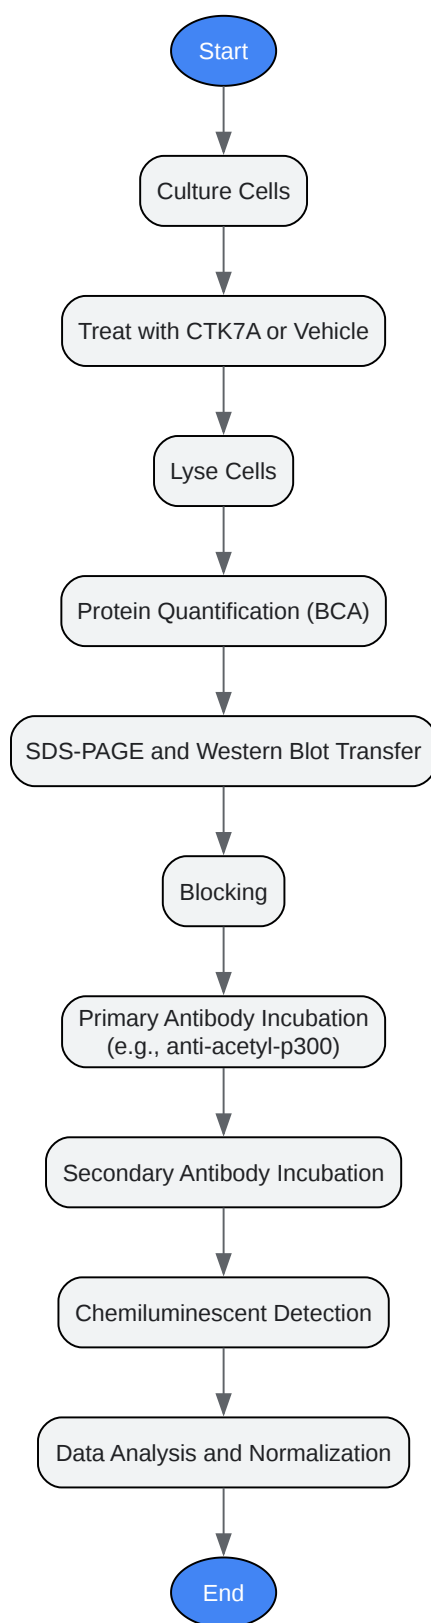 Start
Culture Cells
Treat with CTK7A or Vehicle
Lyse Cells
Protein Quantification (BCA)
SDS-PAGE and Western Blot Transfer
Blocking
Primary Antibody Incubation
(e.g., anti-acetyl-p300)
Secondary Antibody Incubation
Chemiluminescent Detection
Data Analysis and Normalization
End